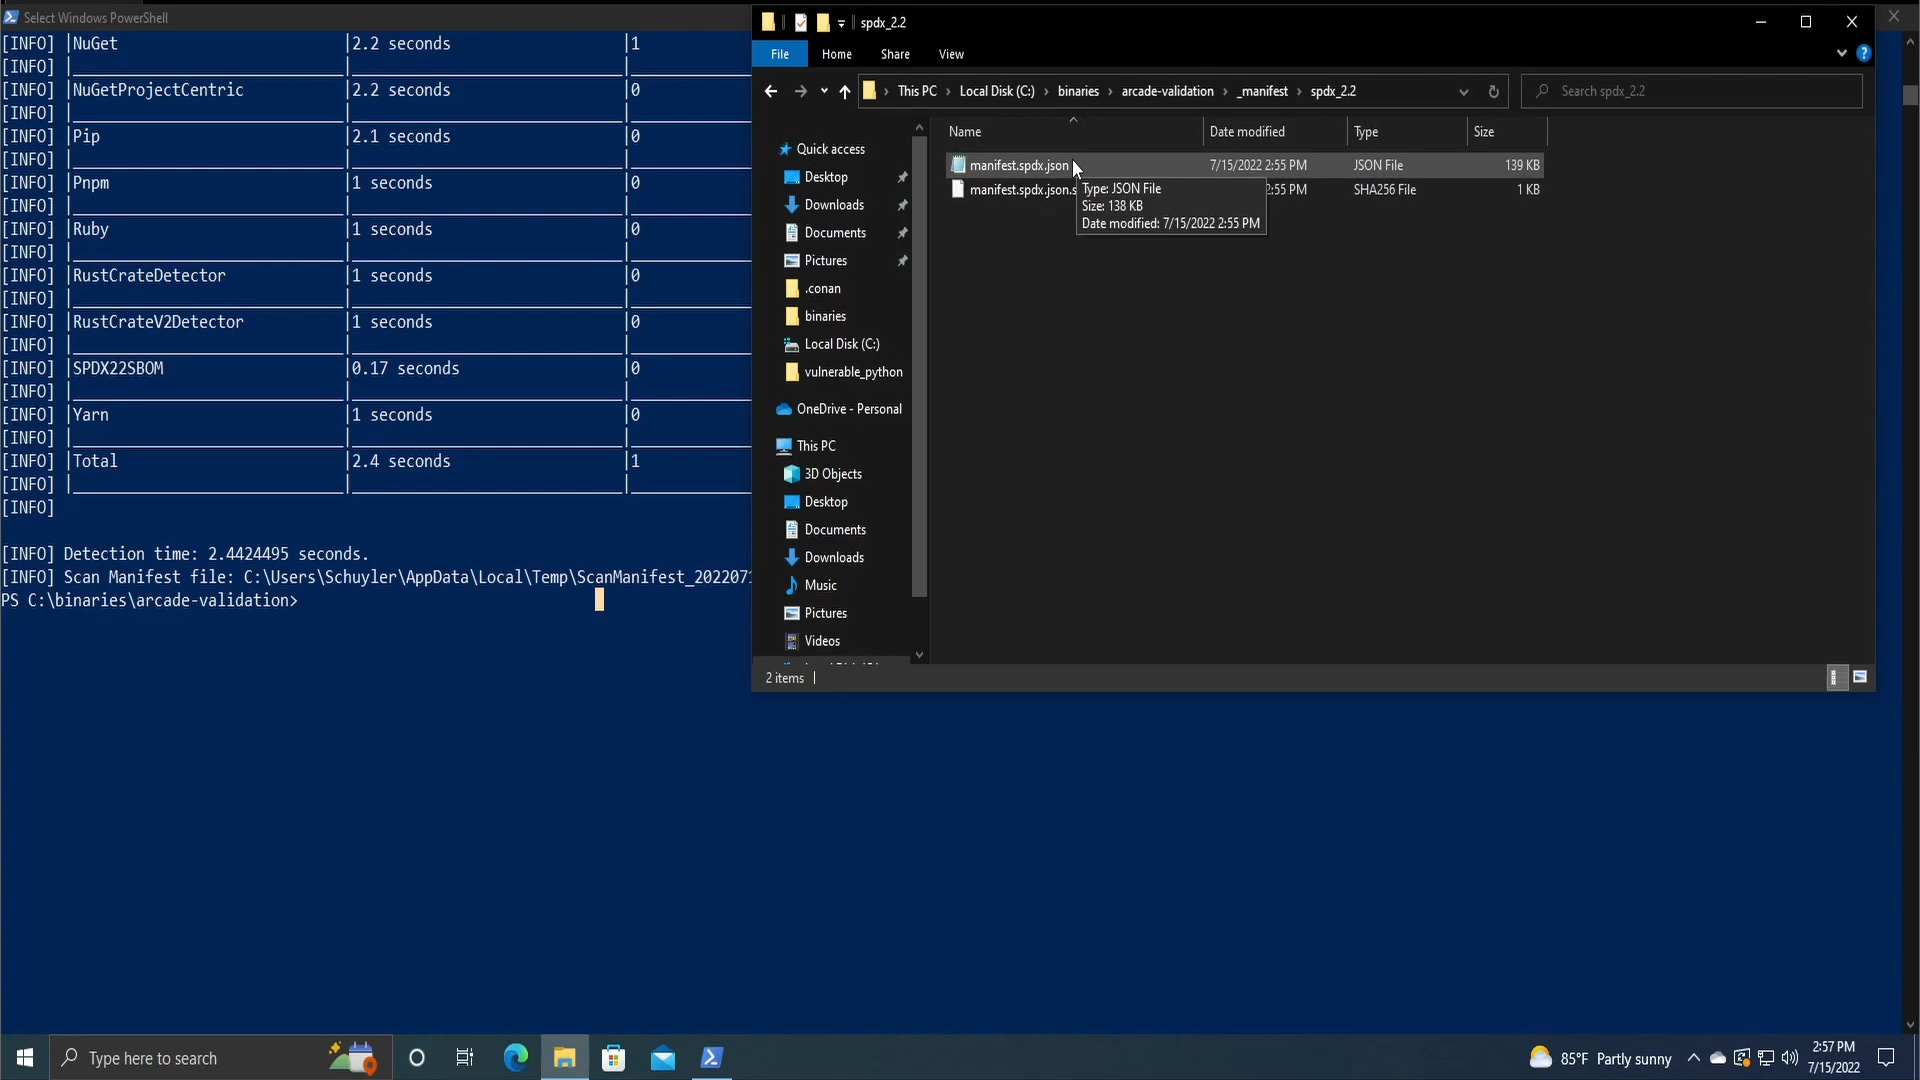 Select Windows PowerShell
[INFO] |NuGet |2.2 seconds |1
[INFO] |
[INFO] |NuGetProjectCentric |2.2 seconds |0
[INFO] |
[INFO] |Pip |2.1 seconds |0
[INFO] |
[INFO] |Pnpm |1 seconds |0
[INFO] |
[INFO] |Ruby |1 seconds |0
[INFO] |
[INFO] |RustCrateDetector |1 seconds |0
[INFO] |
[INFO] |RustCrateV2Detector |1 seconds |0
[INFO] |
[INFO] |SPDX22SBOM |0.17 seconds |0
[INFO] |
[INFO] |Yarn |1 seconds |0
[INFO] |
[INFO] |Total |2.4 seconds |1
[INFO] |
[INFO]
[INFO] Detection time: 2.4424495 seconds.
[INFO] Scan Manifest file: C:\Users\Schuyler\AppData\Local\Temp\ScanManifest_202207
PS C:\binaries\arcade-validation>
spdx_2.2
File Home Share View
This PC > Local Disk (C:) > binaries > arcade-validation > _manifest > spdx_2.2
Search spdx_2.2
Name Date modified Type Size
manifest.spdx.json 7/15/2022 2:55 PM JSON File 139 KB
manifest.spdx.json.s 2:55 PM SHA256 File 1 KB
Type: JSON File
Size: 138 KB
Date modified: 7/15/2022 2:55 PM
Quick access
Desktop
Downloads
Documents
Pictures
.conan
binaries
Local Disk (C:)
vulnerable_python
OneDrive - Personal
This PC
3D Objects
Desktop
Documents
Downloads
Music
Pictures
Videos
2 items
Type here to search
85°F Partly sunny
2:57 PM
7/15/2022